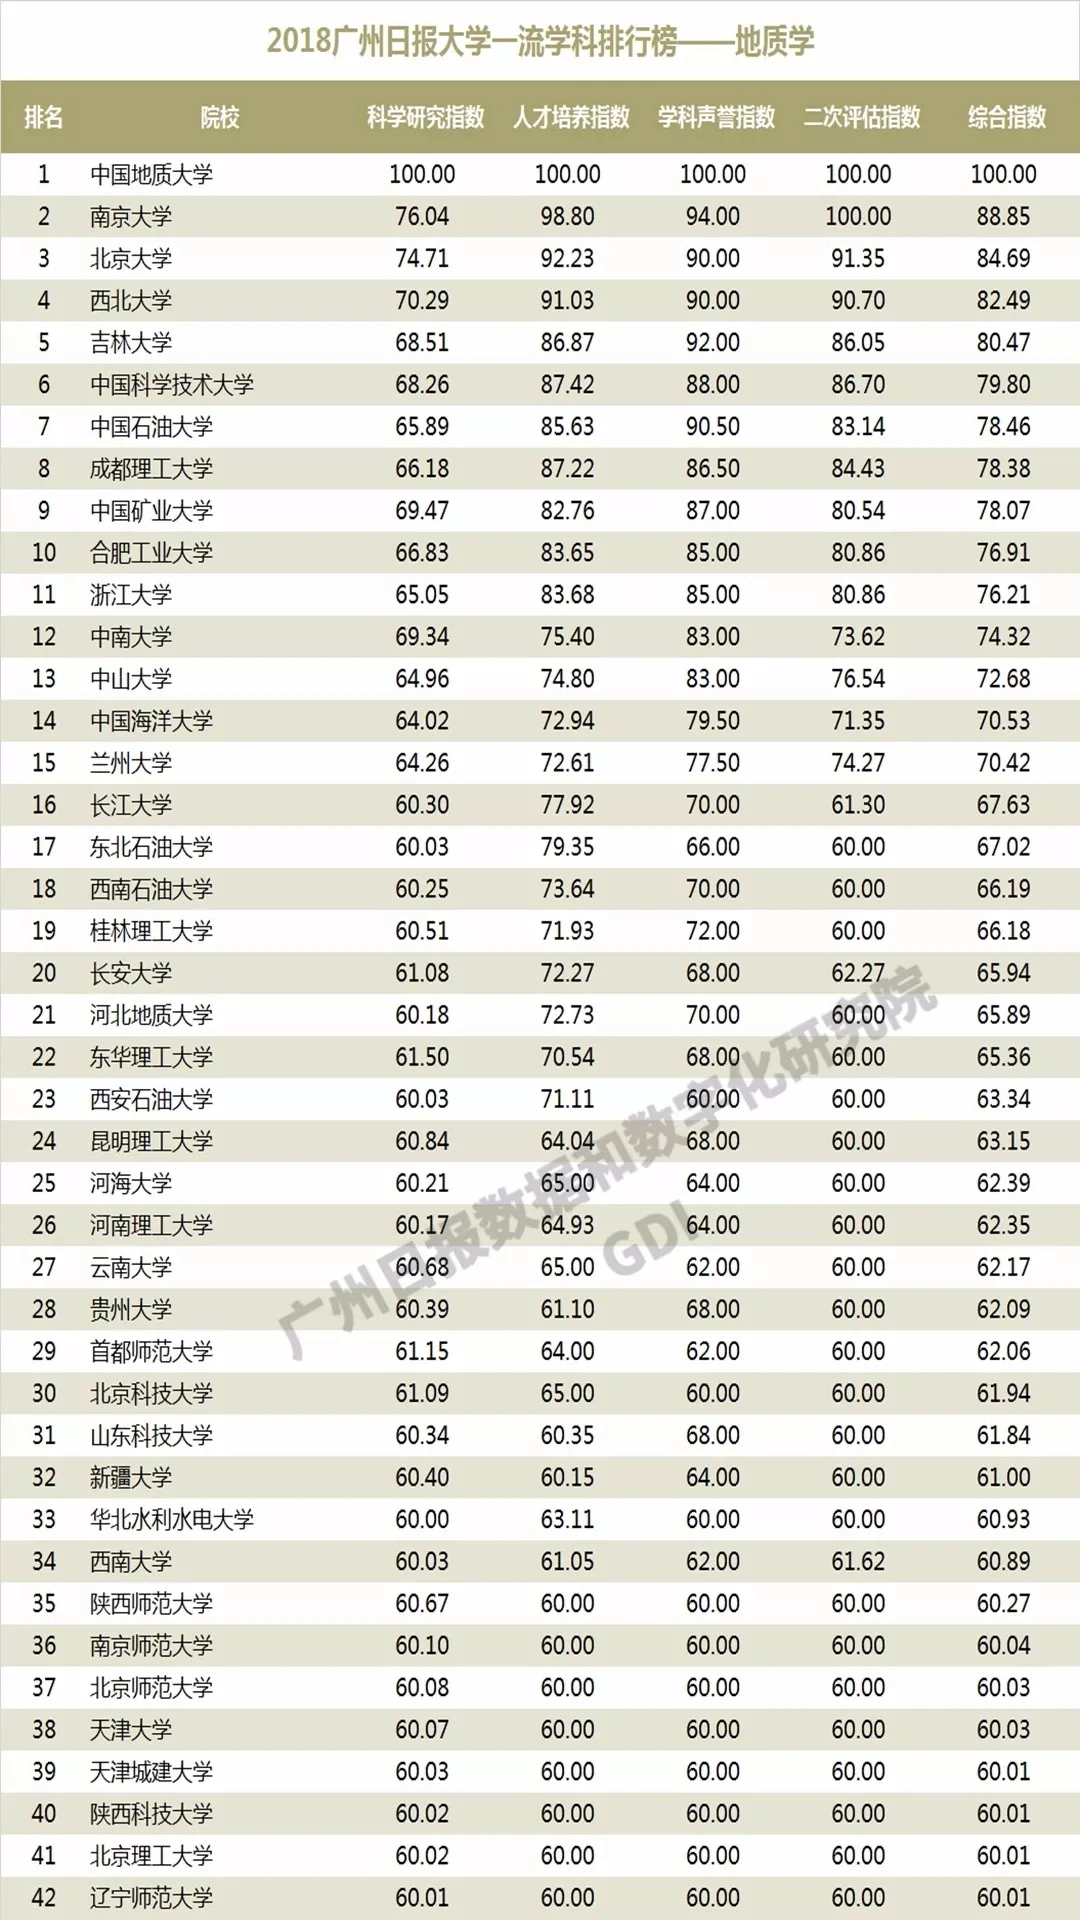 2018广州日报大学一流学科排行榜——地质学
排名 院校 科学研究指数 人才培养指数 学科声誉指数 二次评估指数 综合指数
1 中国地质大学 100.00 100.00 100.00 100.00 100.00
2 南京大学 76.04 98.80 94.00 100.00 88.85
3 北京大学 74.71 92.23 90.00 91.35 84.69
4 西北大学 70.29 91.03 90.00 90.70 82.49
5 吉林大学 68.51 86.87 92.00 86.05 80.47
6 中国科学技术大学 68.26 87.42 88.00 86.70 79.80
7 中国石油大学 65.89 85.63 90.50 83.14 78.46
8 成都理工大学 66.18 87.22 86.50 84.43 78.38
9 中国矿业大学 69.47 82.76 87.00 80.54 78.07
10 合肥工业大学 66.83 83.65 85.00 80.86 76.91
11 浙江大学 65.05 83.68 85.00 80.86 76.21
12 中南大学 69.34 75.40 83.00 73.62 74.32
13 中山大学 64.96 74.80 83.00 76.54 72.68
14 中国海洋大学 64.02 72.94 79.50 71.35 70.53
15 兰州大学 64.26 72.61 77.50 74.27 70.42
16 长江大学 60.30 77.92 70.00 61.30 67.63
17 东北石油大学 60.03 79.35 66.00 60.00 67.02
18 西南石油大学 60.25 73.64 70.00 60.00 66.19
19 桂林理工大学 60.51 71.93 72.00 60.00 66.18
20 长安大学 61.08 72.27 68.00 62.27 65.94
21 河北地质大学 60.18 72.73 70.00 60.00 65.89
22 东华理工大学 61.50 70.54 68.00 60.00 65.36
23 西安石油大学 60.03 71.11 60.00 60.00 63.34
24 昆明理工大学 60.84 64.04 68.00 60.00 63.15
25 河海大学 60.21 65.00 64.00 60.00 62.39
26 河南理工大学 60.17 64.93 64.00 60.00 62.35
27 云南大学 60.68 65.00 62.00 60.00 62.17
28 贵州大学 60.39 61.10 68.00 60.00 62.09
29 首都师范大学 61.15 64.00 62.00 60.00 62.06
30 北京科技大学 61.09 65.00 60.00 60.00 61.94
31 山东科技大学 60.34 60.35 68.00 60.00 61.84
32 新疆大学 60.40 60.15 64.00 60.00 61.00
33 华北水利水电大学 60.00 63.11 60.00 60.00 60.93
34 西南大学 60.03 61.05 62.00 61.62 60.89
35 陕西师范大学 60.67 60.00 60.00 60.00 60.27
36 南京师范大学 60.10 60.00 60.00 60.00 60.04
37 北京师范大学 60.08 60.00 60.00 60.00 60.03
38 天津大学 60.07 60.00 60.00 60.00 60.03
39 天津城建大学 60.03 60.00 60.00 60.00 60.01
40 陕西科技大学 60.02 60.00 60.00 60.00 60.01
41 北京理工大学 60.02 60.00 60.00 60.00 60.01
42 辽宁师范大学 60.01 60.00 60.00 60.00 60.01
广州日报数据和数字化研究院
GDI